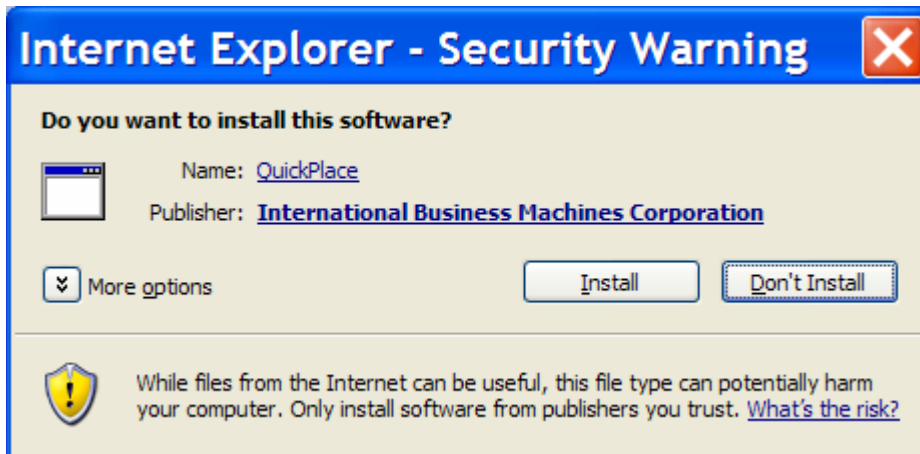 Internet Explorer - Security Warning
Do you want to install this software?
Name: QuickPlace
Publisher: International Business Machines Corporation
More options
Install
Don't Install
While files from the Internet can be useful, this file type can potentially harm
your computer. Only install software from publishers you trust. What's the risk?